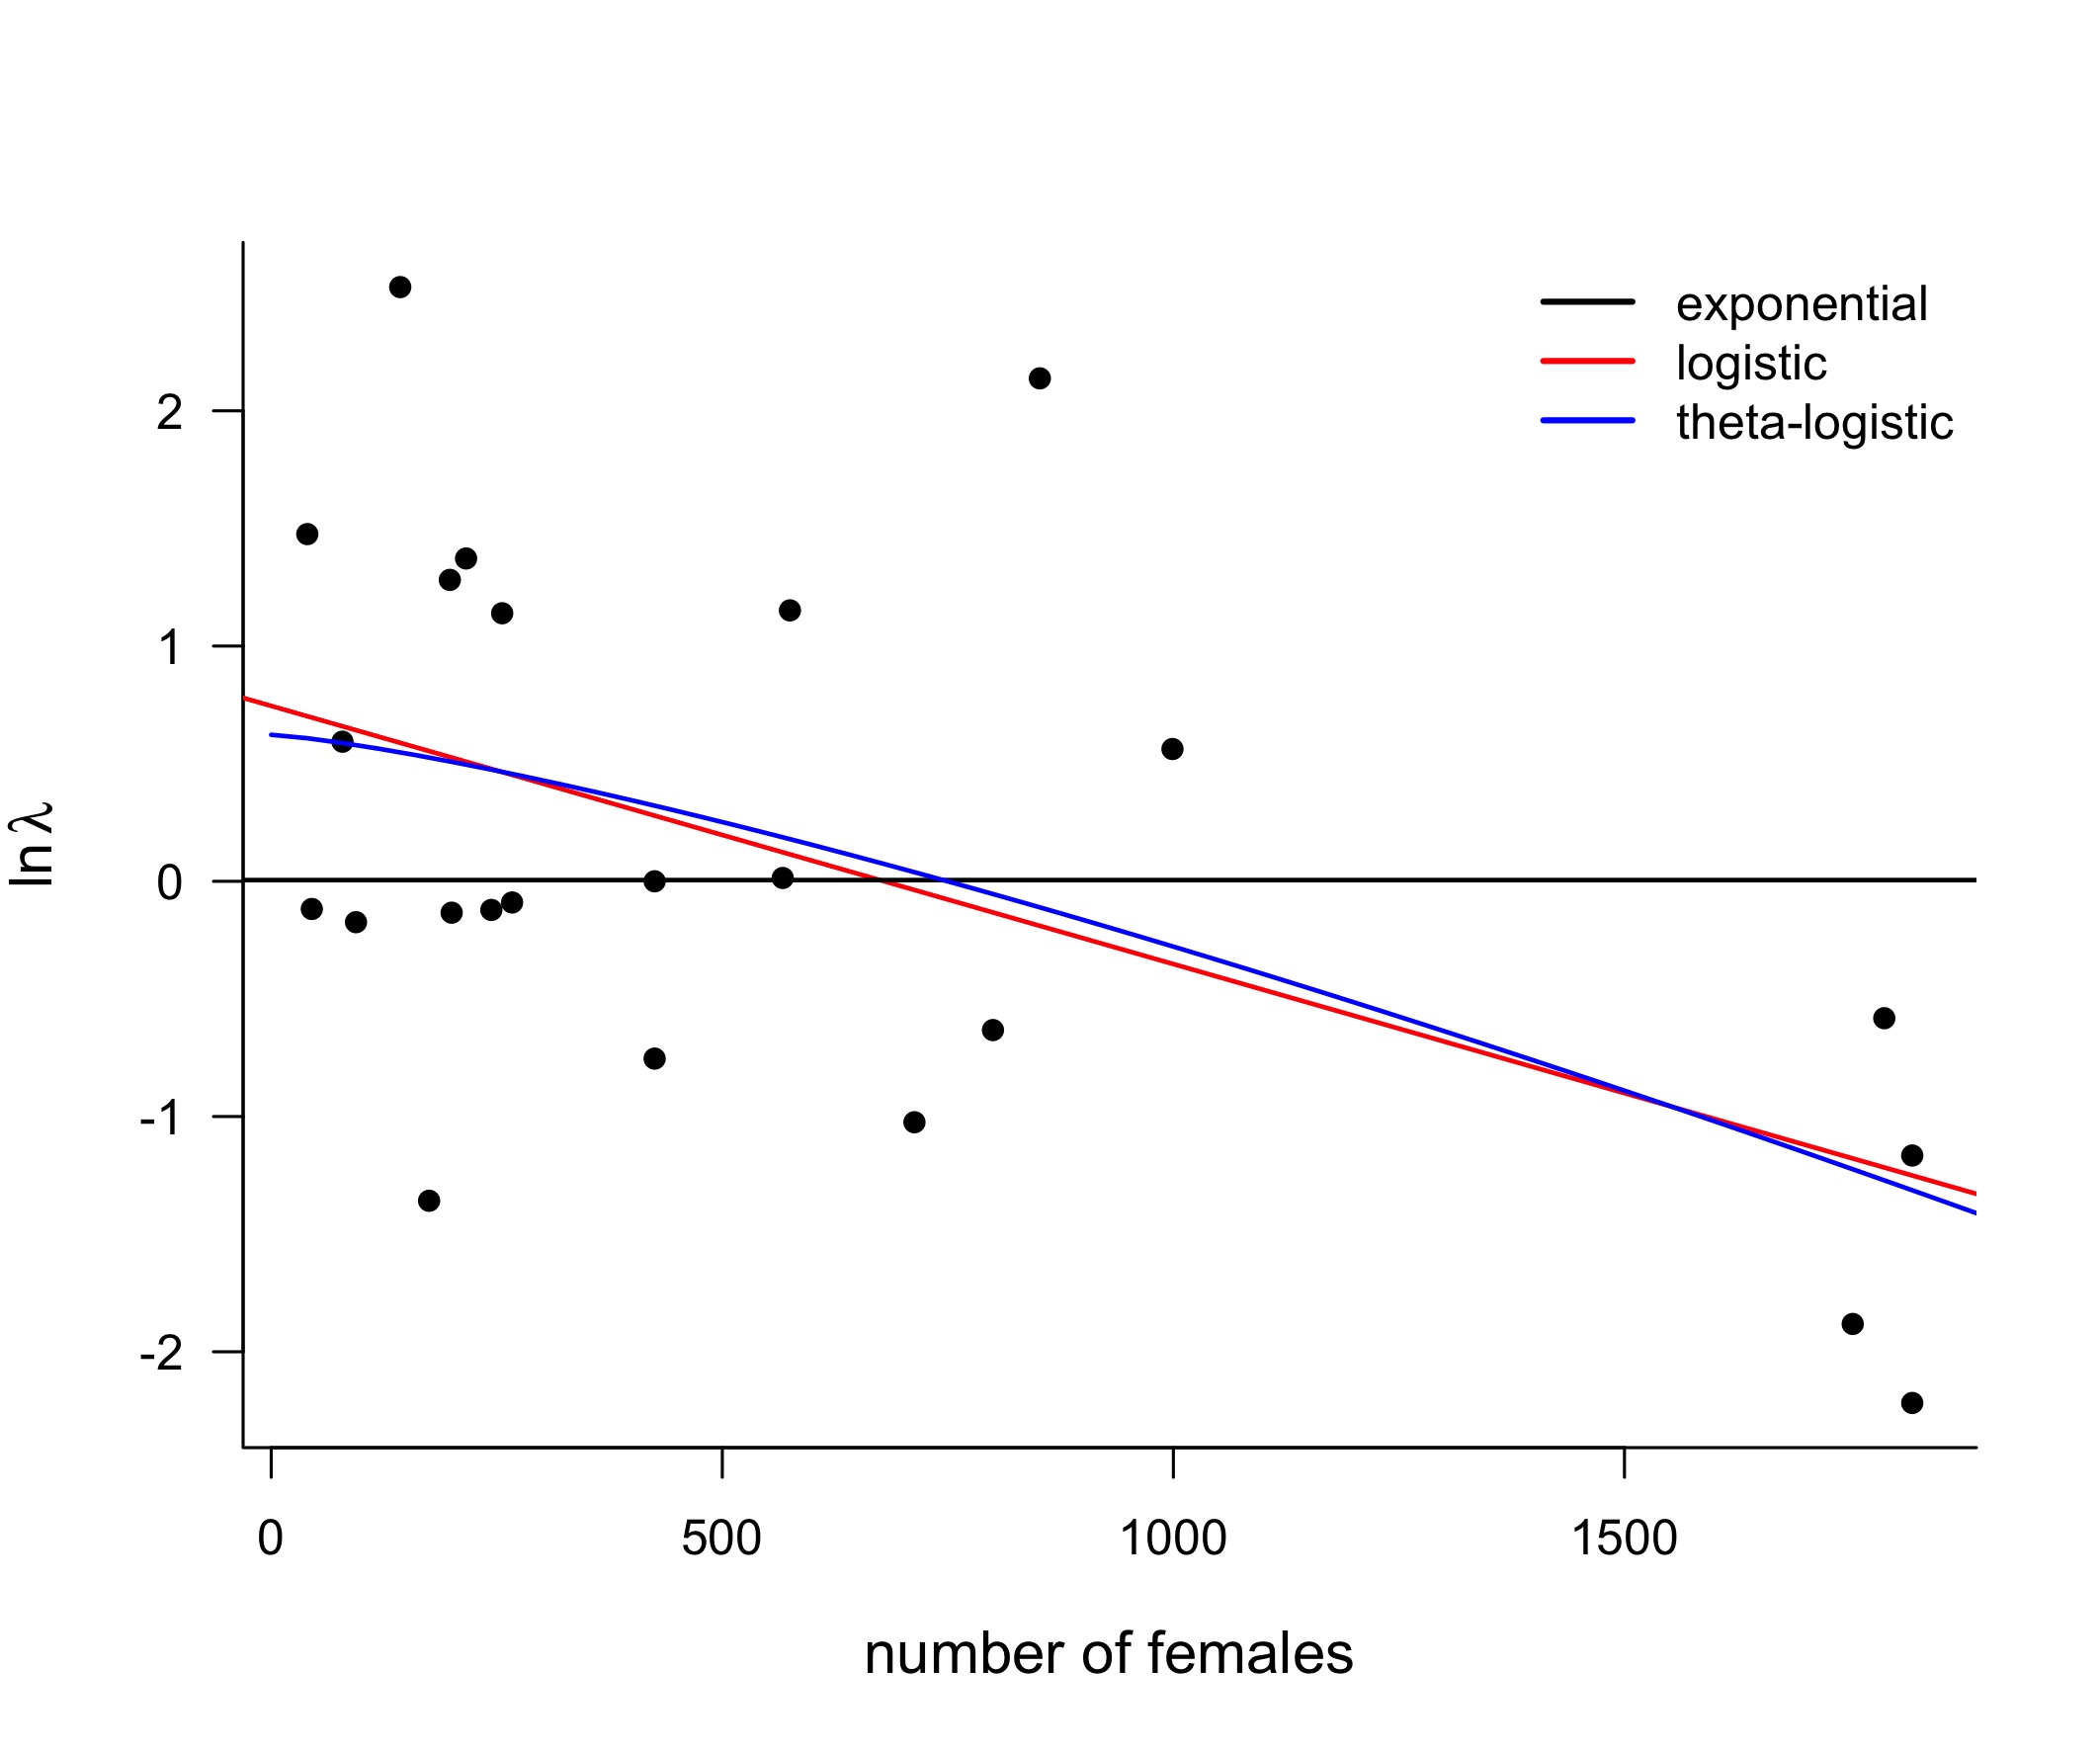 exponential
logistic
theta-logistic
2
1
0
-1
-2
ln λ
0 500 1000 1500
number of females